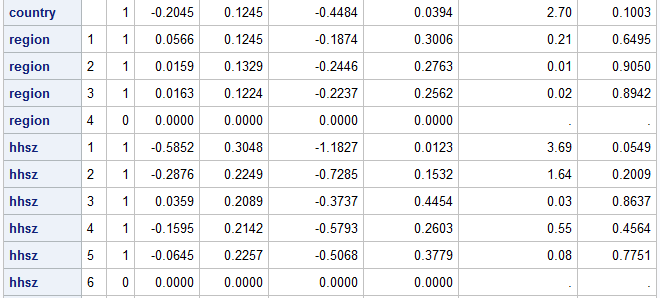 country 1 -0.2045 0.1245 -0.4484 0.0394 2.70 0.1003
region 1 1 0.0566 0.1245 -0.1874 0.3006 0.21 0.6495
region 2 1 0.0159 0.1329 -0.2446 0.2763 0.01 0.9050
region 3 1 0.0163 0.1224 -0.2237 0.2562 0.02 0.8942
region 4 0 0.0000 0.0000 0.0000 0.0000 . .
hhsz 1 1 -0.5852 0.3048 -1.1827 0.0123 3.69 0.0549
hhsz 2 1 -0.2876 0.2249 -0.7285 0.1532 1.64 0.2009
hhsz 3 1 0.0359 0.2089 -0.3737 0.4454 0.03 0.8637
hhsz 4 1 -0.1595 0.2142 -0.5793 0.2603 0.55 0.4564
hhsz 5 1 -0.0645 0.2257 -0.5068 0.3779 0.08 0.7751
hhsz 6 0 0.0000 0.0000 0.0000 0.0000 . .